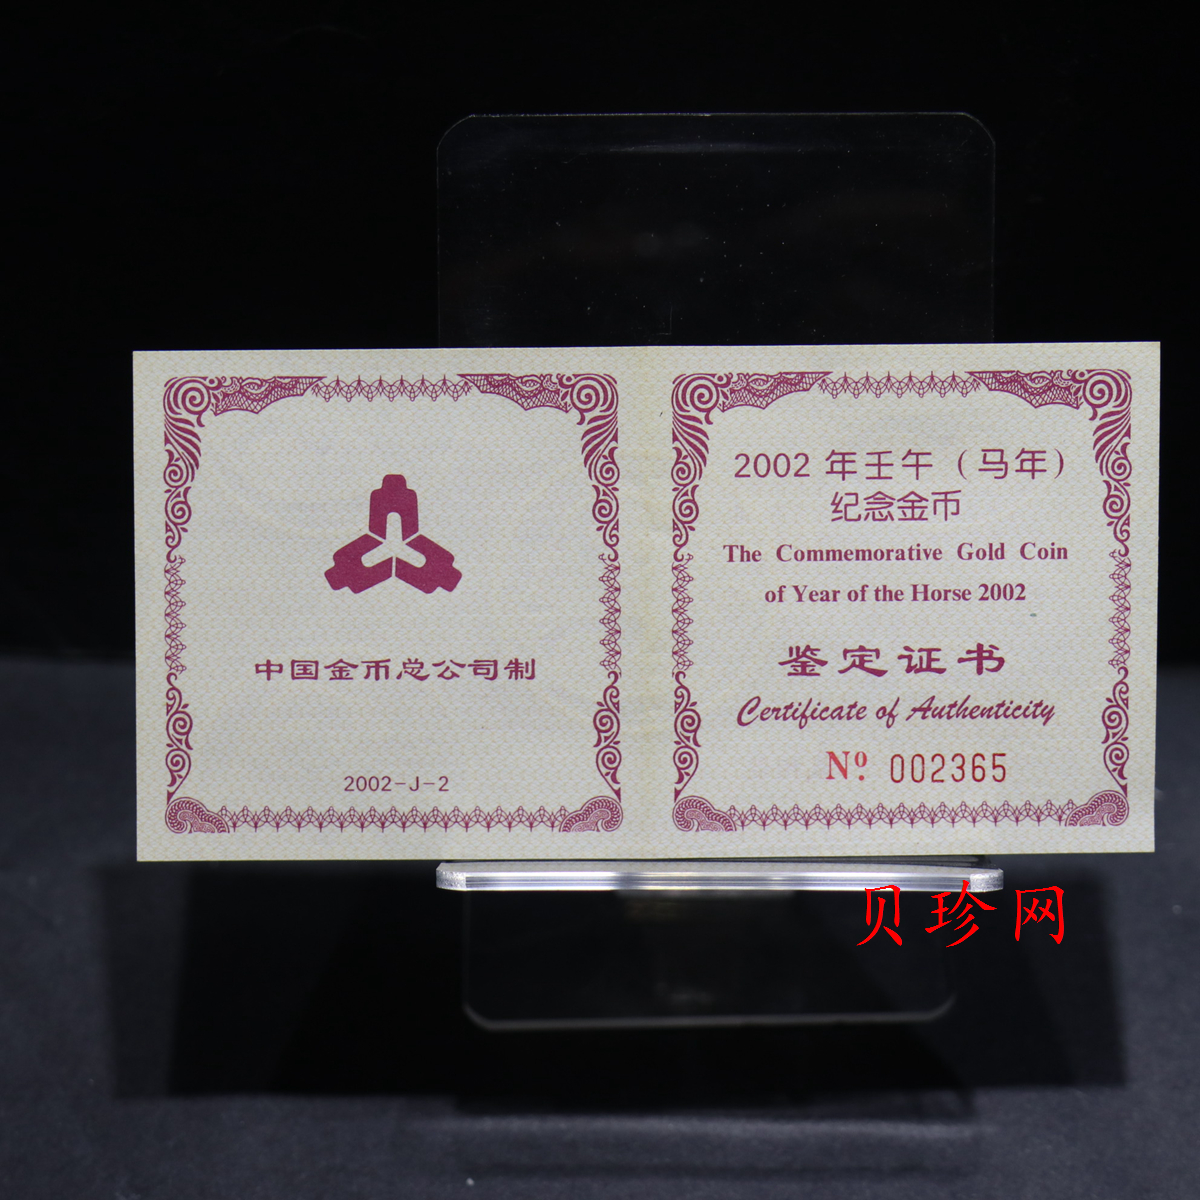 中国金币总公司制
2002-J-2
2002 年壬午（马年）
纪念金币
The Commemorative Gold Coin
of Year of the Horse 2002
鉴定证书
Certificate of Authenticity
Nº. 002365
贝珍网